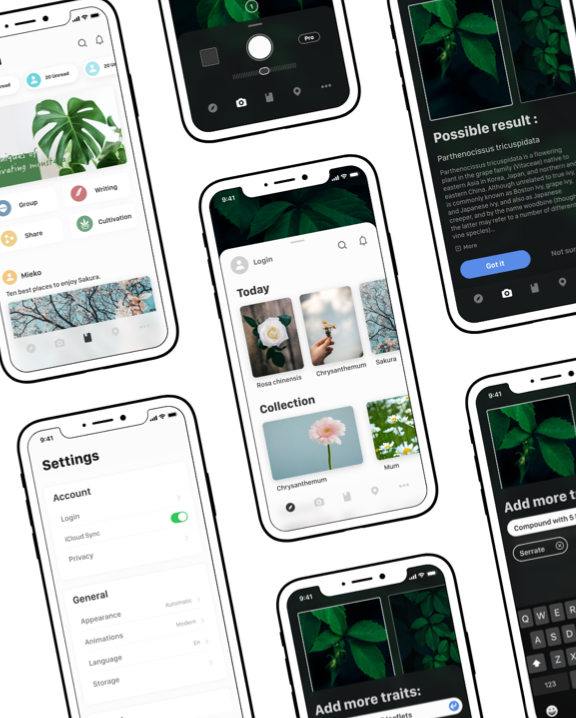 20 Unread
Group
Writing
Share
Cultivation
Mieko
Ten best places to enjoy Sakura.
1
Pro
Possible result :
Parthenocissus tricuspidata
Parthenocissus tricuspidata is a flowering
plant in the grape family (Vitaceae) native to
eastern Asia in Korea, Japan, and northern and
eastern China. Although unrelated to true ivy,
is commonly known as Boston ivy, grape ivy,
and Japanese ivy, and also as Japanese
creeper, and by the name woodbine (though
the latter may refer to a number of different
vine species)...
More
Got it
Not sur
9:41
Login
Today
Rosa chinensis
Chrysanthemum
Sakura
Collection
Chrysanthemum
Mum
9:41
Settings
Account
Login
iCloud Sync
Privacy
General
Appearance
Automatic
Animations
Modern
Language
En
Storage
9:41
Add more traits:
leaflets
9:41
Add more t
Compound with 5
Serrate
Q W E R
A S D
Z X
123